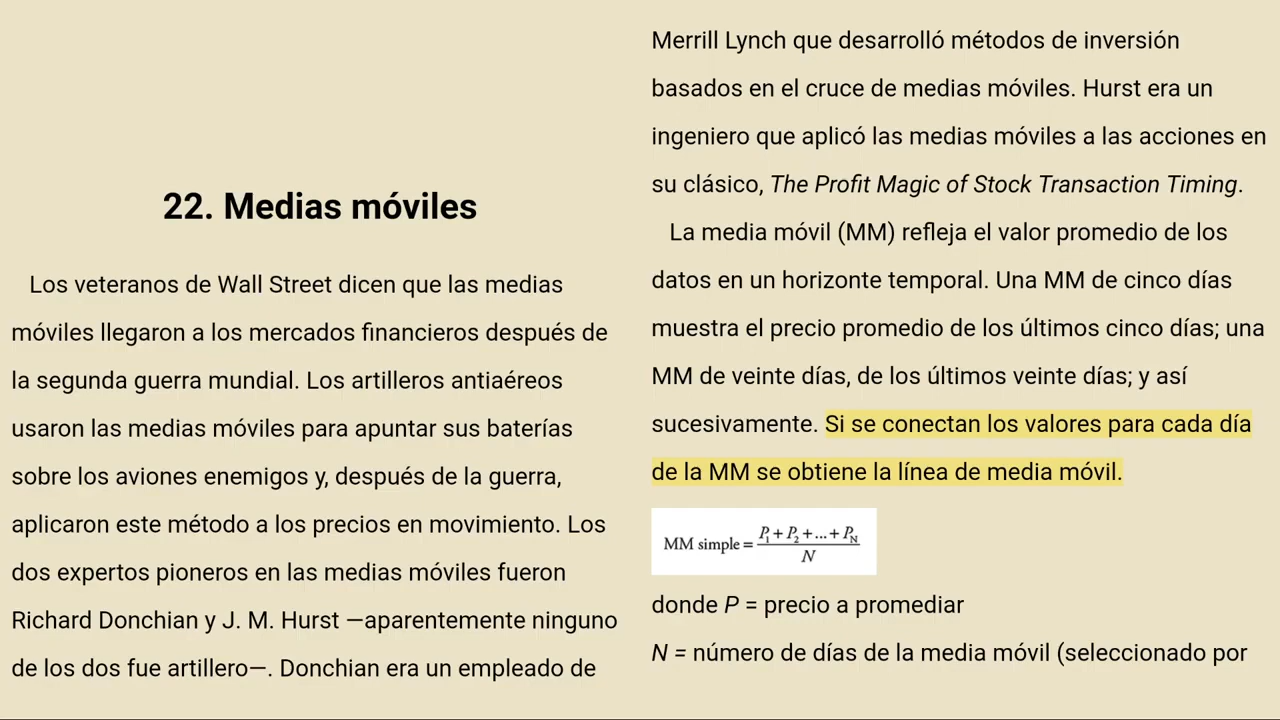 22. Medias móviles
Los veteranos de Wall Street dicen que las medias
móviles llegaron a los mercados financieros después de
la segunda guerra mundial. Los artilleros antiaéreos
usaron las medias móviles para apuntar sus baterías
sobre los aviones enemigos y, después de la guerra,
aplicaron este método a los precios en movimiento. Los
dos expertos pioneros en las medias móviles fueron
Richard Donchian y J. M. Hurst —aparentemente ninguno
de los dos fue artillero—. Donchian era un empleado de
Merrill Lynch que desarrolló métodos de inversión
basados en el cruce de medias móviles. Hurst era un
ingeniero que aplicó las medias móviles a las acciones en
su clásico, The Profit Magic of Stock Transaction Timing.
La media móvil (MM) refleja el valor promedio de los
datos en un horizonte temporal. Una MM de cinco días
muestra el precio promedio de los últimos cinco días; una
MM de veinte días, de los últimos veinte días; y así
sucesivamente. Si se conectan los valores para cada día
de la MM se obtiene la línea de media móvil.
MM simple = (P₁ + P₂ + ... + P_N) / N
donde P = precio a promediar
N = número de días de la media móvil (seleccionado por